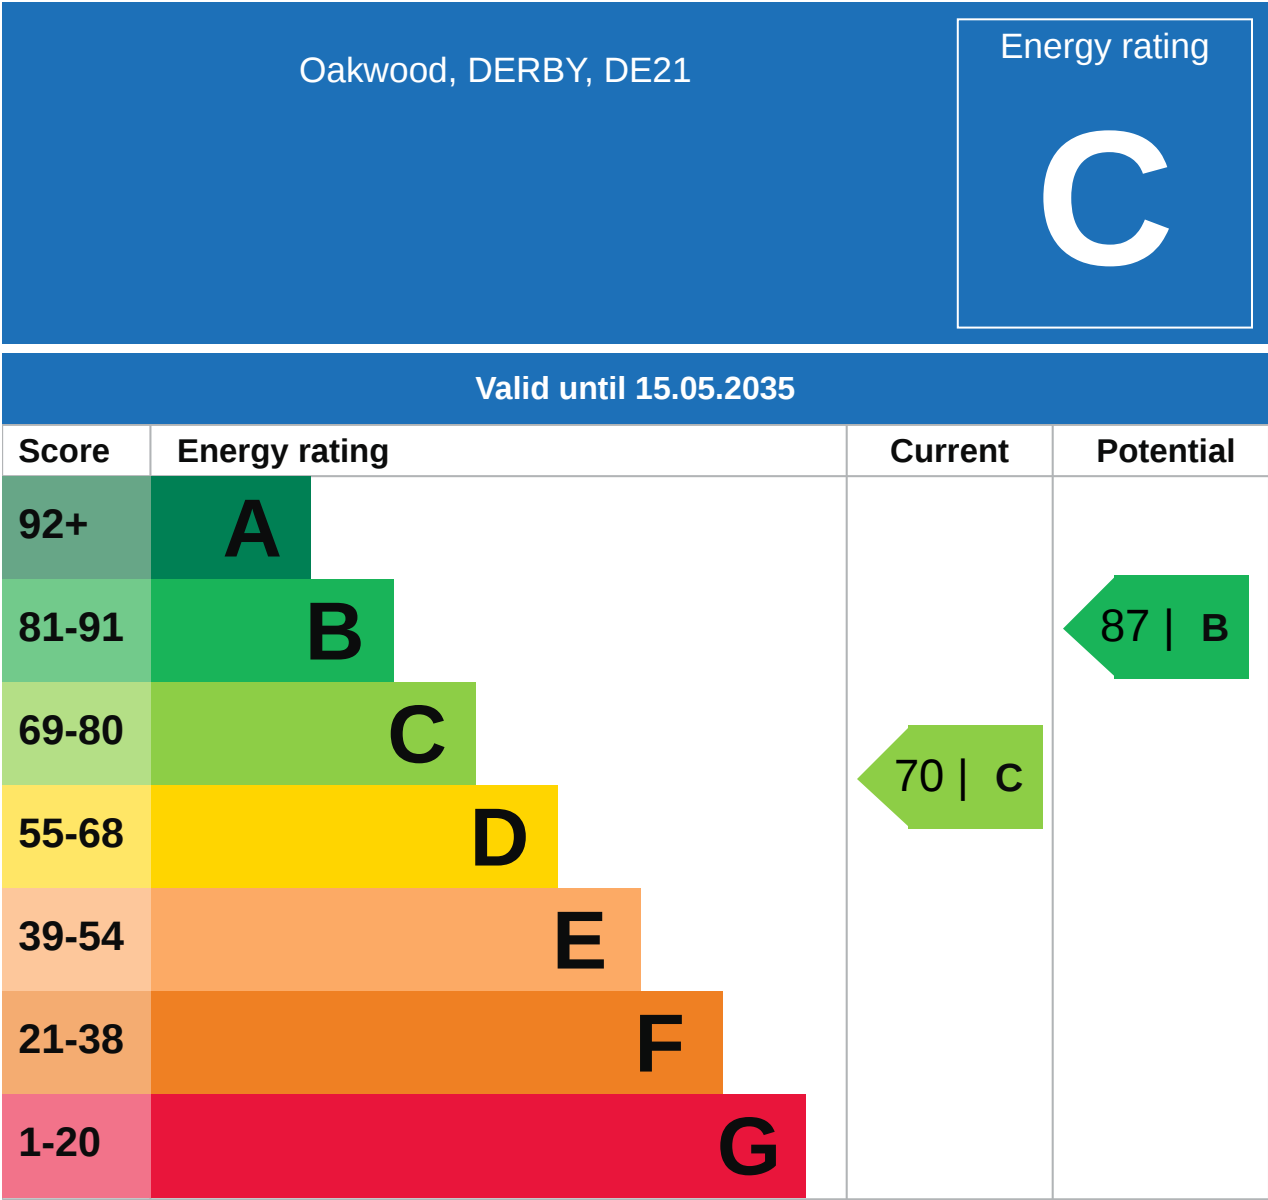 Oakwood, DERBY, DE21
Energy rating
C
Valid until 15.05.2035
Score Energy rating Current Potential
92+ A
81-91 B 87 | B
69-80 C 70 | C
55-68 D
39-54 E
21-38 F
1-20 G